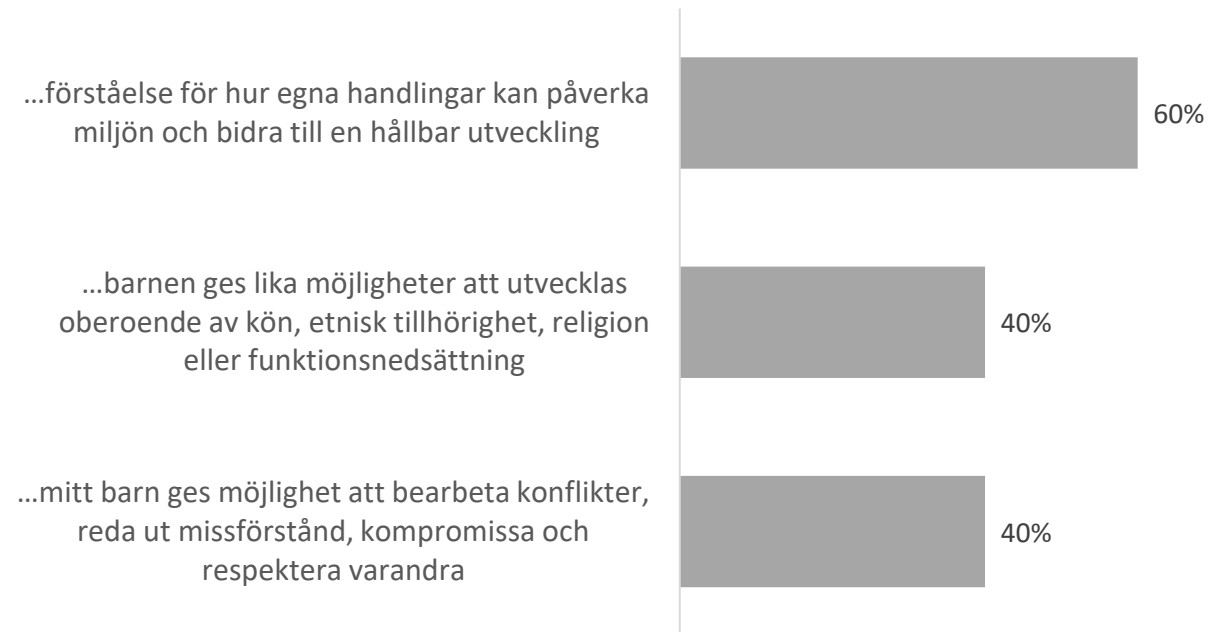 …förståelse för hur egna handlingar kan påverka
miljön och bidra till en hållbar utveckling
60%
…barnen ges lika möjligheter att utvecklas
oberoende av kön, etnisk tillhörighet, religion
eller funktionsnedsättning
40%
…mitt barn ges möjlighet att bearbeta konflikter,
reda ut missförstånd, kompromissa och
respektera varandra
40%